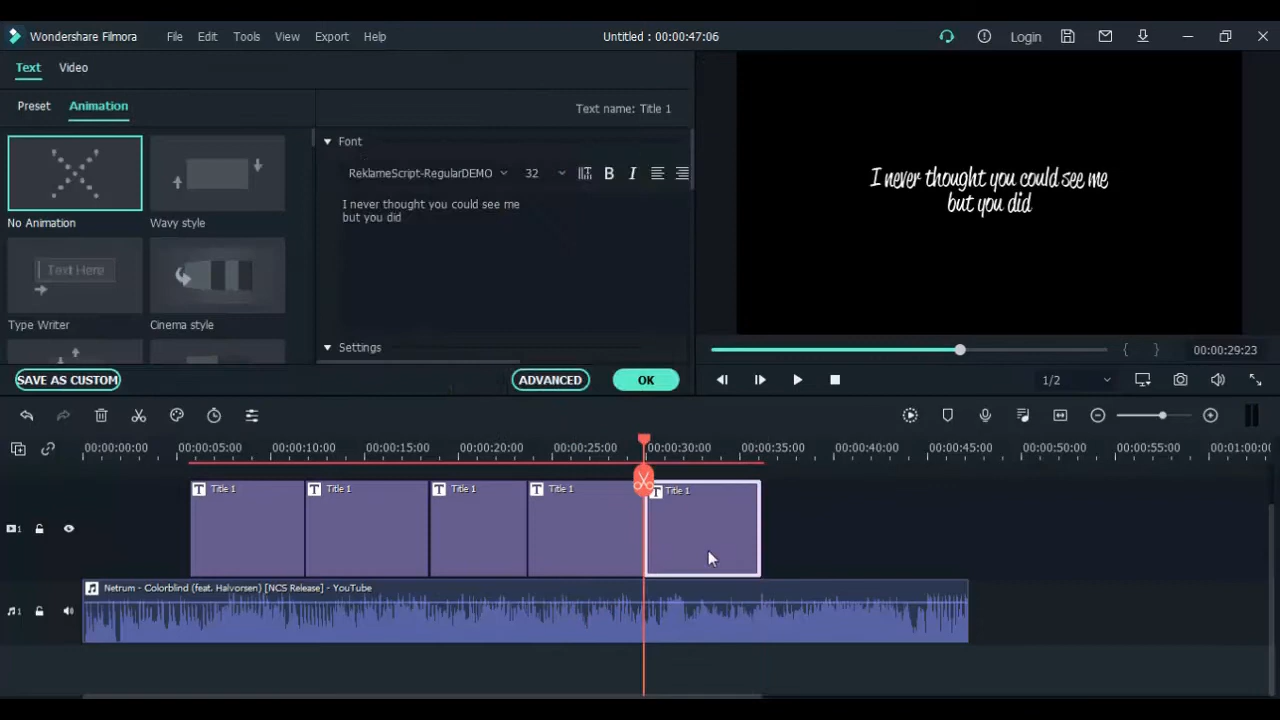 Wondershare Filmora File Edit Tools View Export Help Untitled : 00:00:47:06 Login
Text Video
Preset Animation
Text name: Title 1
No Animation
Wavy style
Text Here
Type Writer
Cinema style
Font
ReklameScript-RegularDEMO 32 B I
I never thought you could see me
but you did
Settings
SAVE AS CUSTOM ADVANCED OK
I never thought you could see me
but you did
{ } 00:00:29:23
1/2
00:00:00:00 00:00:05:00 00:00:10:00 00:00:15:00 00:00:20:00 00:00:25:00 00:00:30:00 00:00:35:00 00:00:40:00 00:00:45:00 00:00:50:00 00:00:55:00 00:01:00:00
T Title 1 T Title 1 T Title 1 T Title 1 T Title 1
1
Netrum - Colorblind (feat. Halvorsen) [NCS Release] - YouTube
1